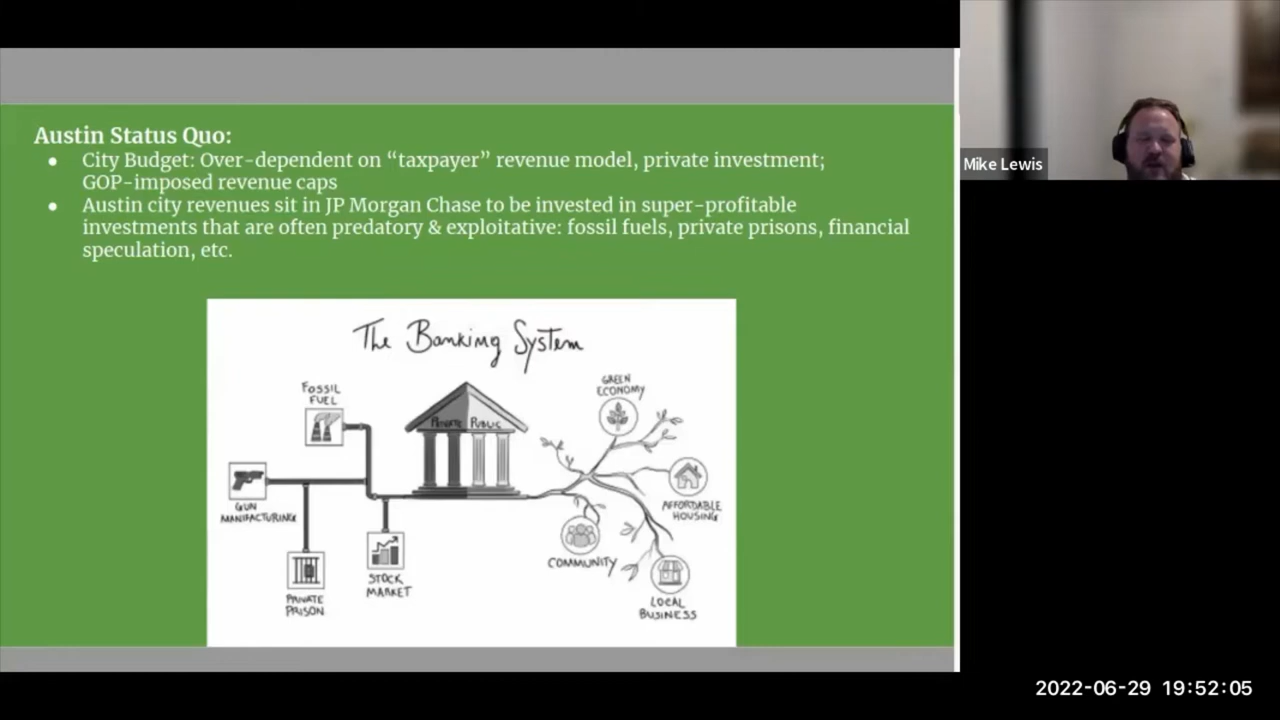 Austin Status Quo:
● City Budget: Over-dependent on “taxpayer” revenue model, private investment;
GOP-imposed revenue caps
● Austin city revenues sit in JP Morgan Chase to be invested in super-profitable
investments that are often predatory & exploitative: fossil fuels, private prisons, financial
speculation, etc.
The Banking System
FOSSIL
FUEL
GREEN
ECONOMY
PRIVATE PUBLIC
GUN
MANIFACTURING
AFFORDABLE
HOUSING
COMMUNITY
STOCK
MARKET
PRIVATE
PRISON
LOCAL
BUSINESS
Mike Lewis
2022-06-29 19:52:05